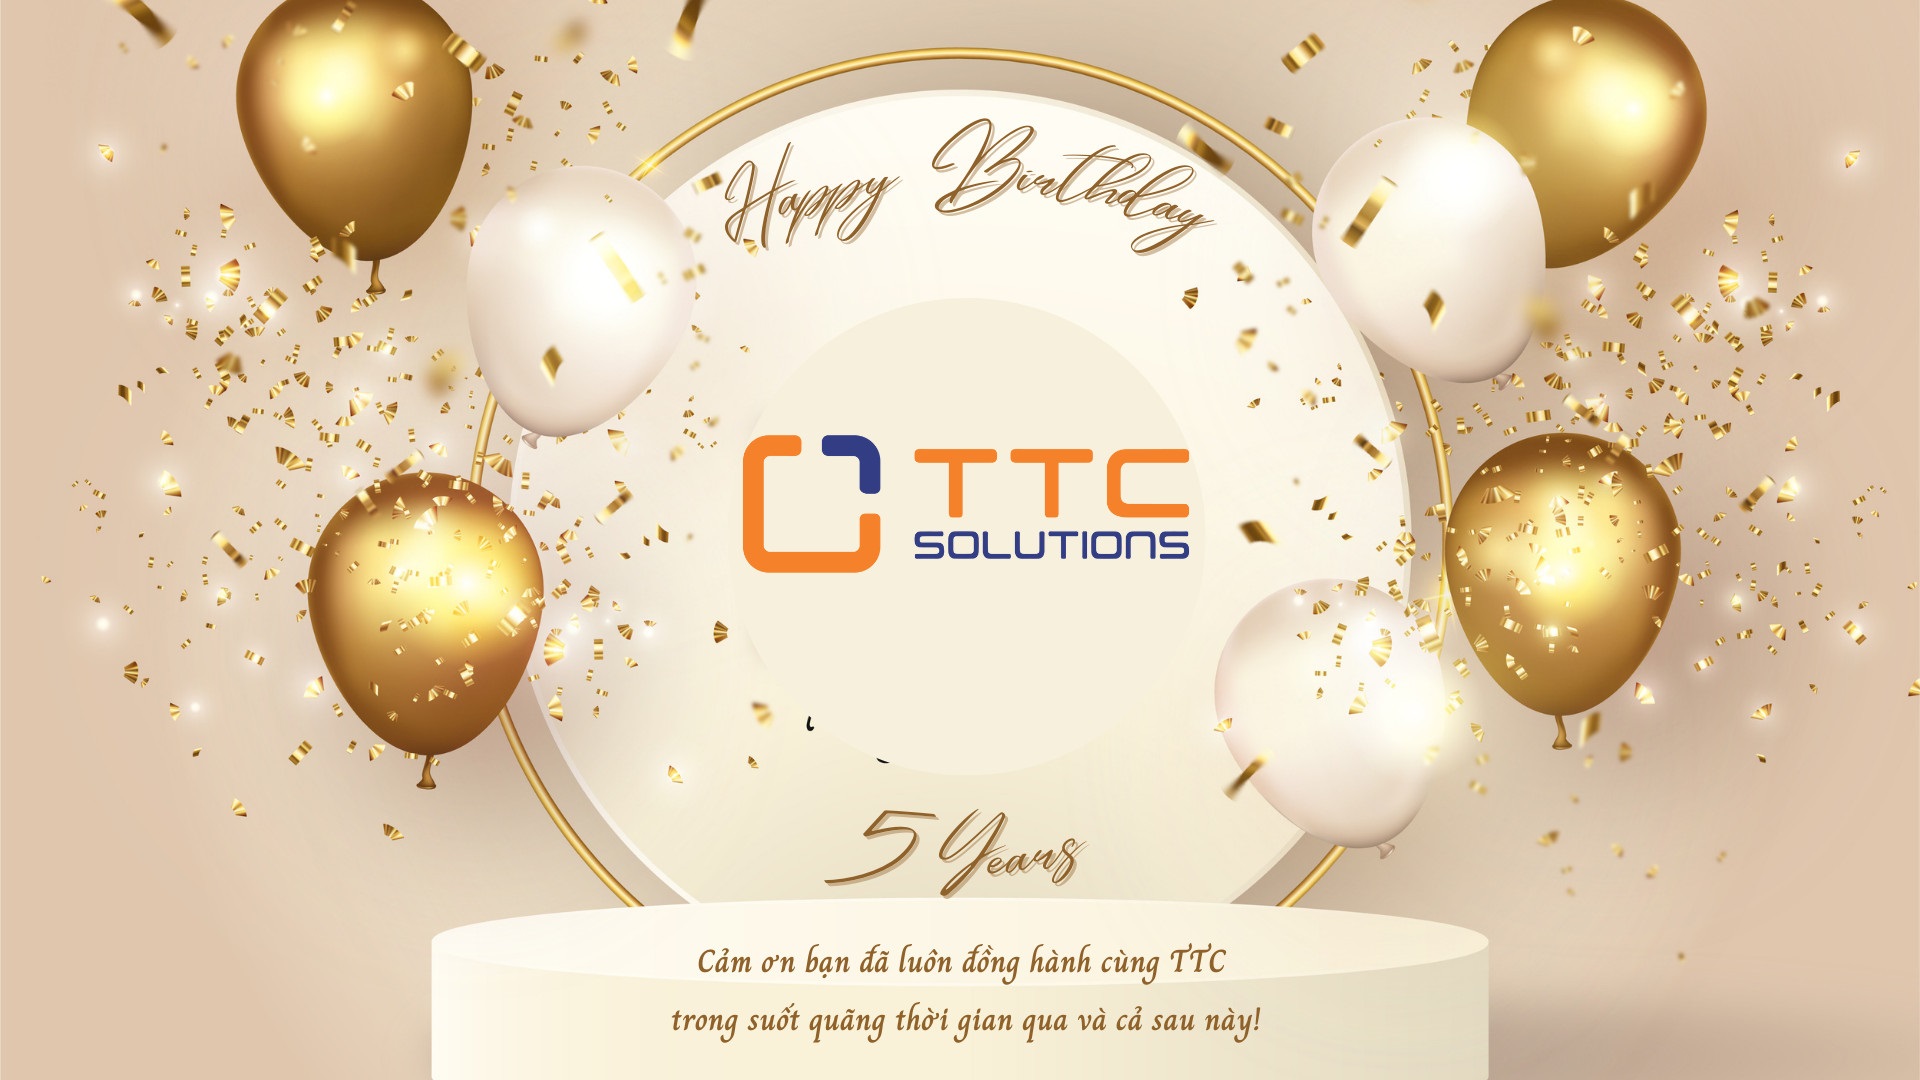 Happy Birthday
TTC
SOLUTIONS
5 Years
Cảm ơn bạn đã luôn đồng hành cùng TTC
trong suốt quãng thời gian qua và cả sau này!